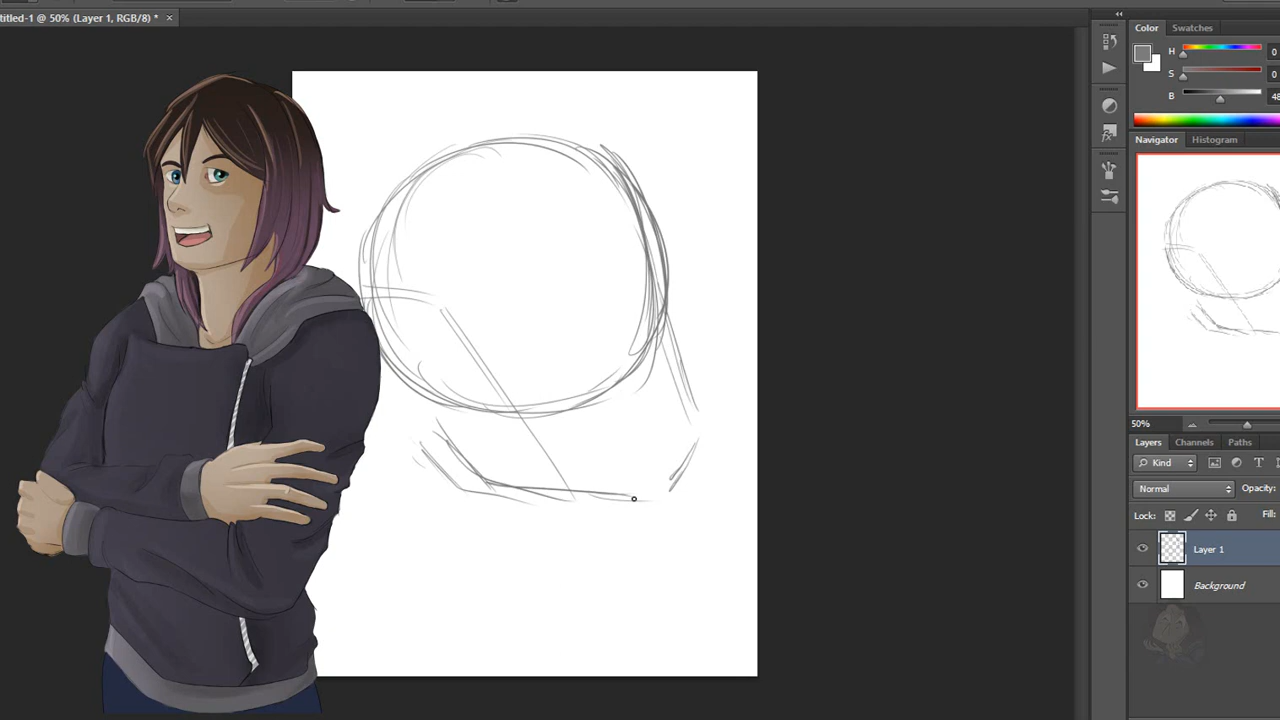 titled-1 @ 50% (Layer 1, RGB/8) * ×
Color Swatches
H 0
S 0
B 48
Navigator Histogram
50%
Layers Channels Paths
Kind
Normal Opacity:
Lock: Fill:
Layer 1
Background